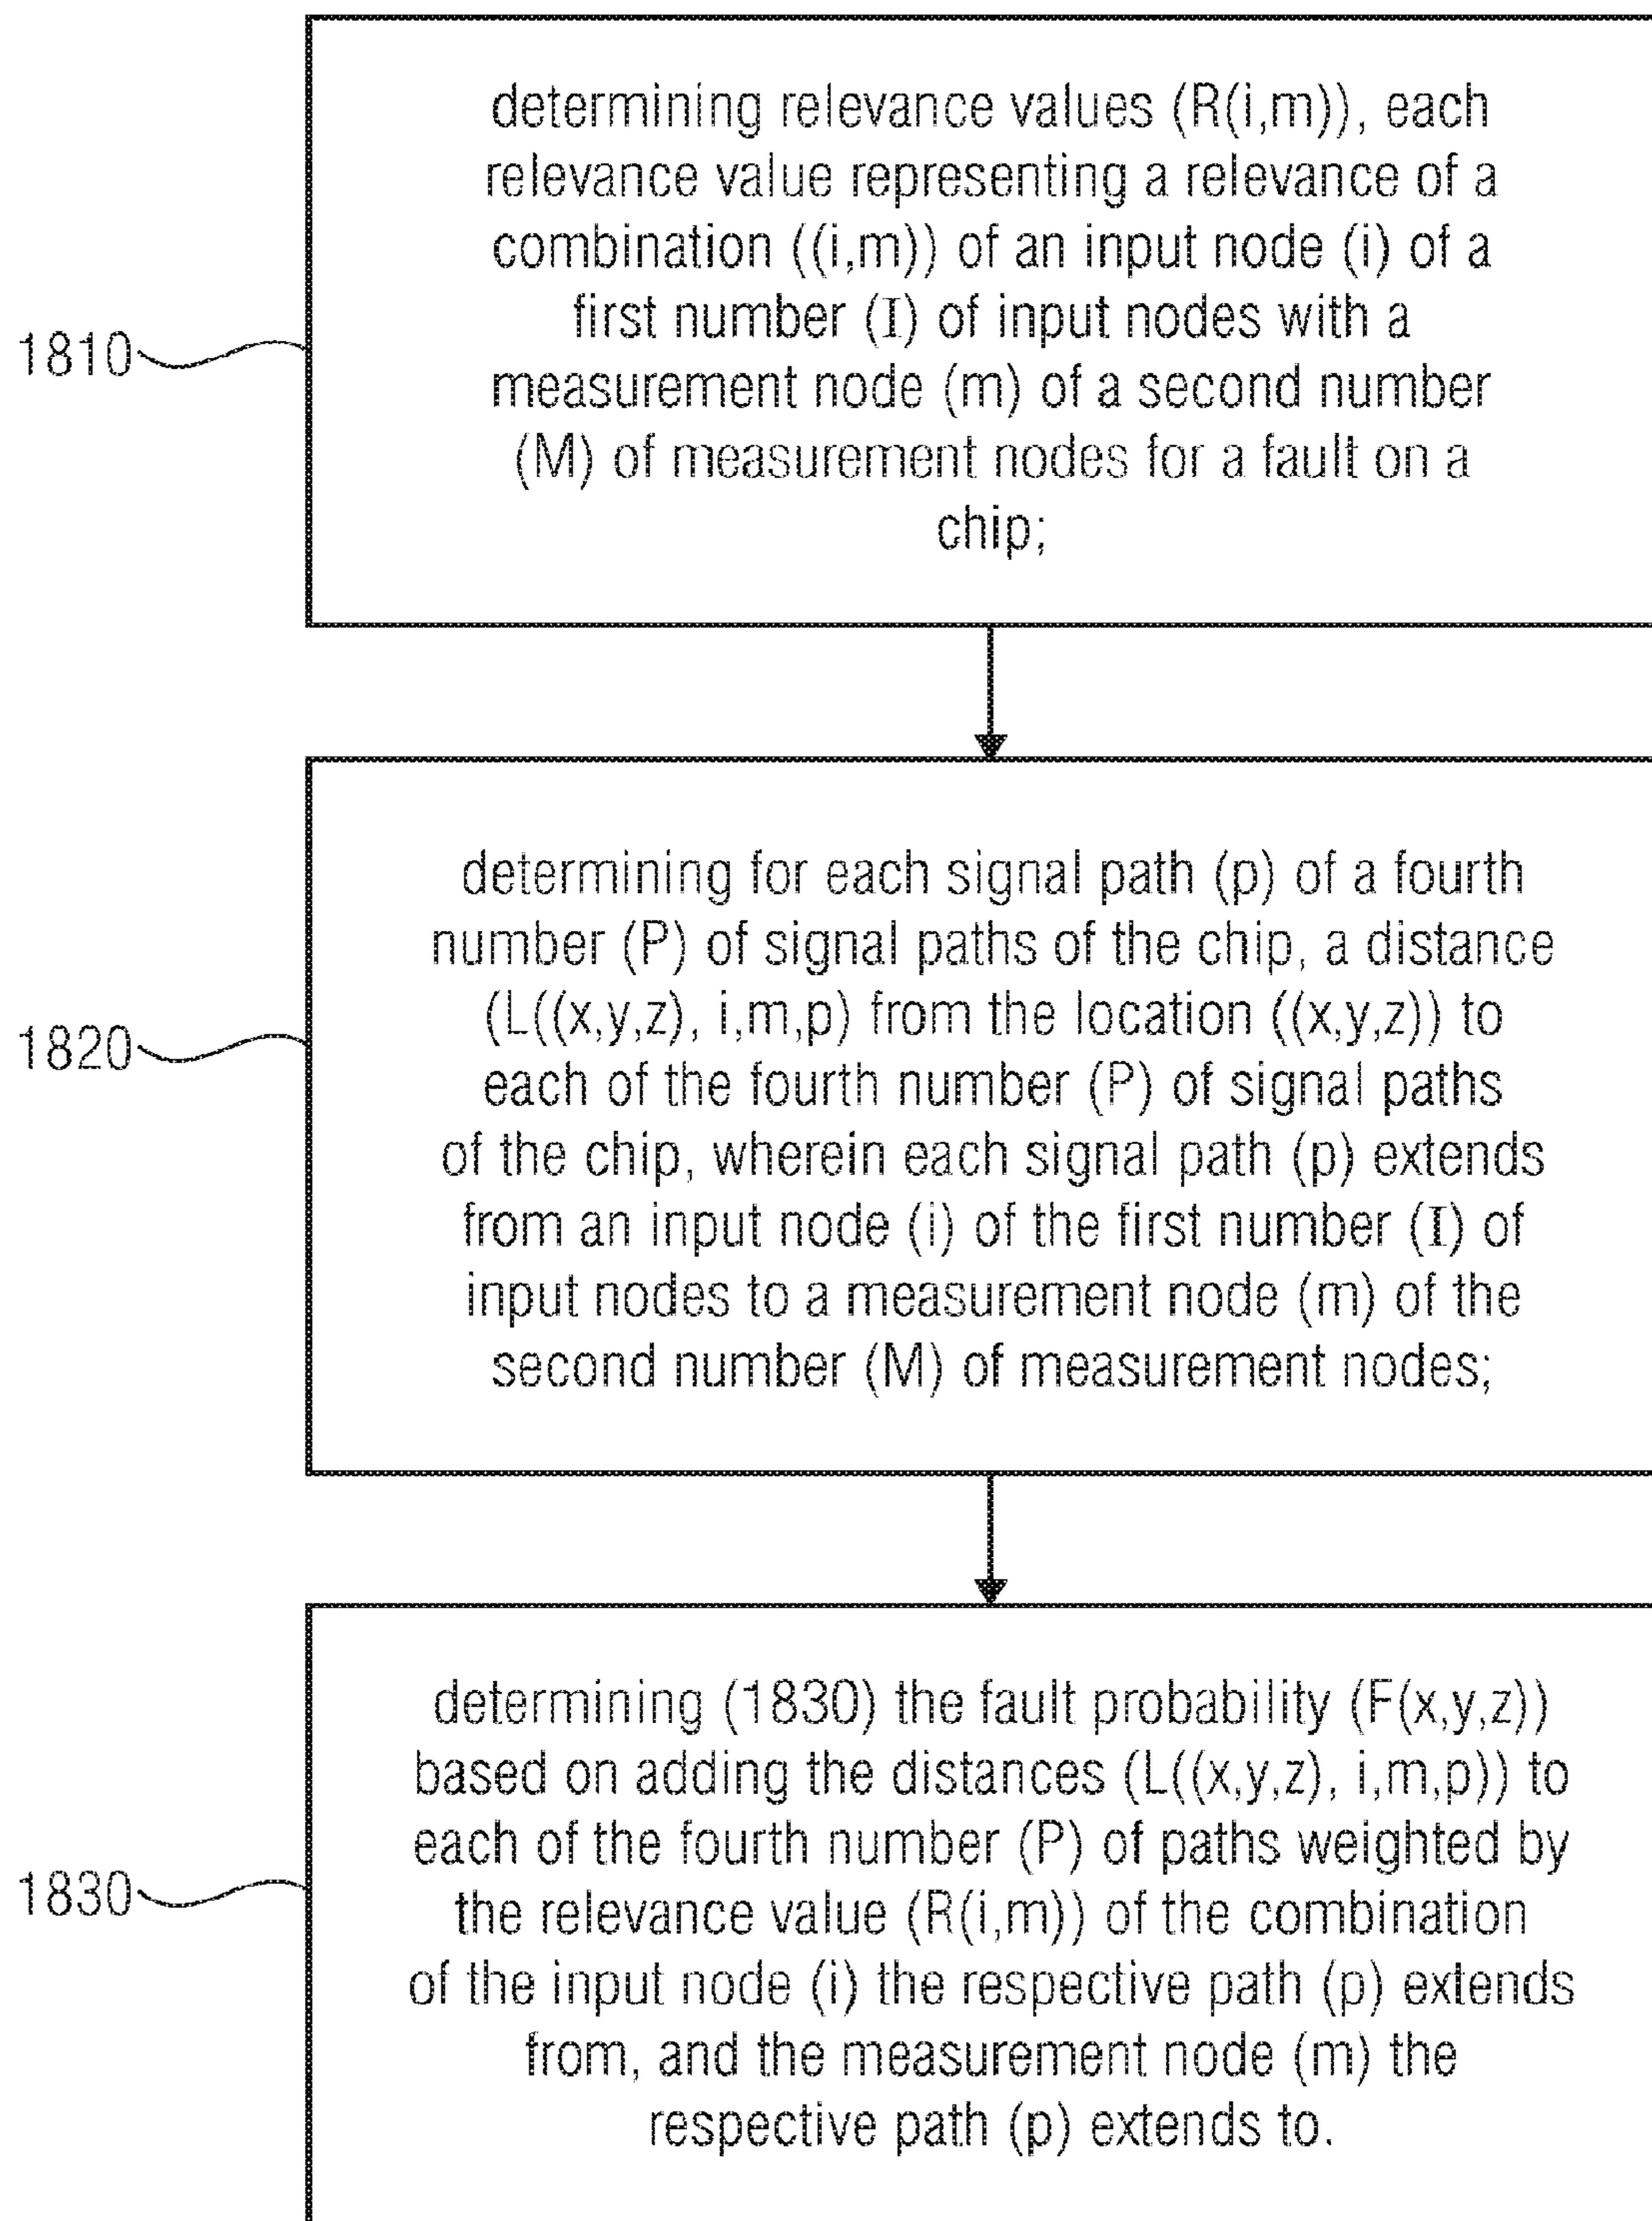 determining relevance values (R(i,m)), each
relevance value representing a relevance of a
combination ((i,m)) of an input node (i) of a
first number (I) of input nodes with a
1810
measurement node (m) of a second number
(M) of measurement nodes for a fault on a
chip;
determining for each signal path (p) of a fourth
number (P) of signal paths of the chip, a distance
(L((x,y,z), i,m,p) from the location ((x,y,z)) to
1820
each of the fourth number (P) of signal paths
of the chip, wherein each signal path (p) extends
from an input node (i) of the first number (I) of
input nodes to a measurement node (m) of the
second number (M) of measurement nodes;
determining (1830) the fault probability (F(x,y,z))
based on adding the distances (L((x,y,z), i,m,p)) to
each of the fourth number (P) of paths weighted by
1830
the relevance value (R(i,m)) of the combination
of the input node (i) the respective path (p) extends
from, and the measurement node (m) the
respective path (p) extends to.